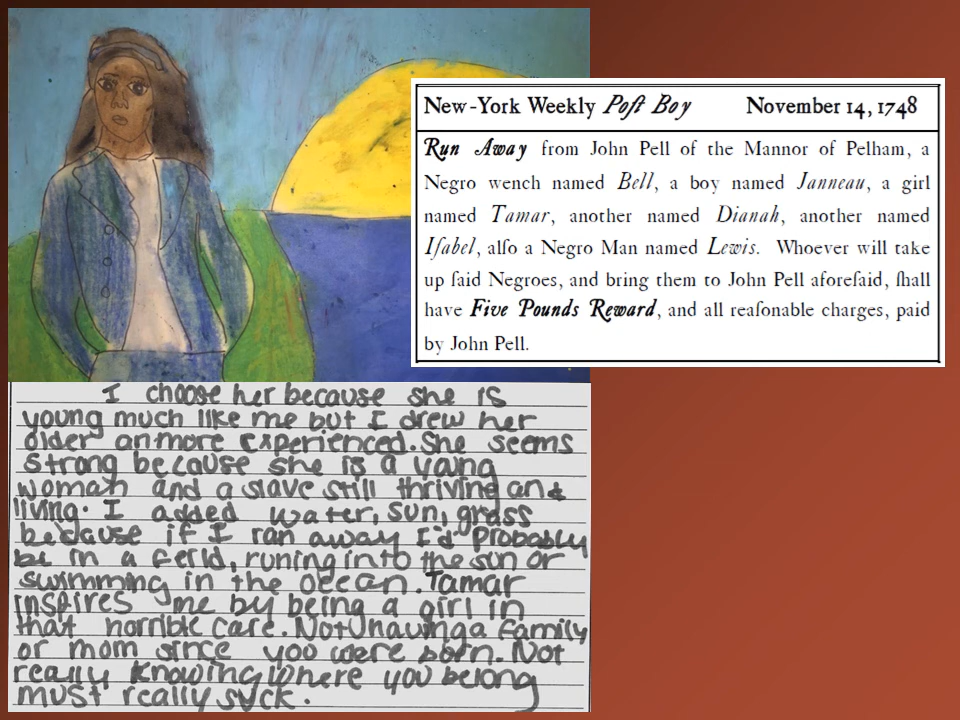 New-York Weekly Poſt Boy November 14, 1748
Run Away from John Pell of the Mannor of Pelham, a
Negro wench named Bell, a boy named Janneau, a girl
named Tamar, another named Dianah, another named
Iſabel, alſo a Negro Man named Lewis. Whoever will take
up ſaid Negroes, and bring them to John Pell aforeſaid, ſhall
have Five Pounds Reward, and all reaſonable charges, paid
by John Pell.
I choose her because she is
young much like me but I drew her
older an more experienced. She seems
strong because she is a young
woman and a slave still thriving and
living. I added water, sun, grass
because if I ran away I'd probably
be in a feild, runing into the sun or
swimming in the ocean. Tamar
inspires me by being a girl in
that horrible care. Not having a family
or mom since you were born. Not
really knowing where you belong
must really suck.